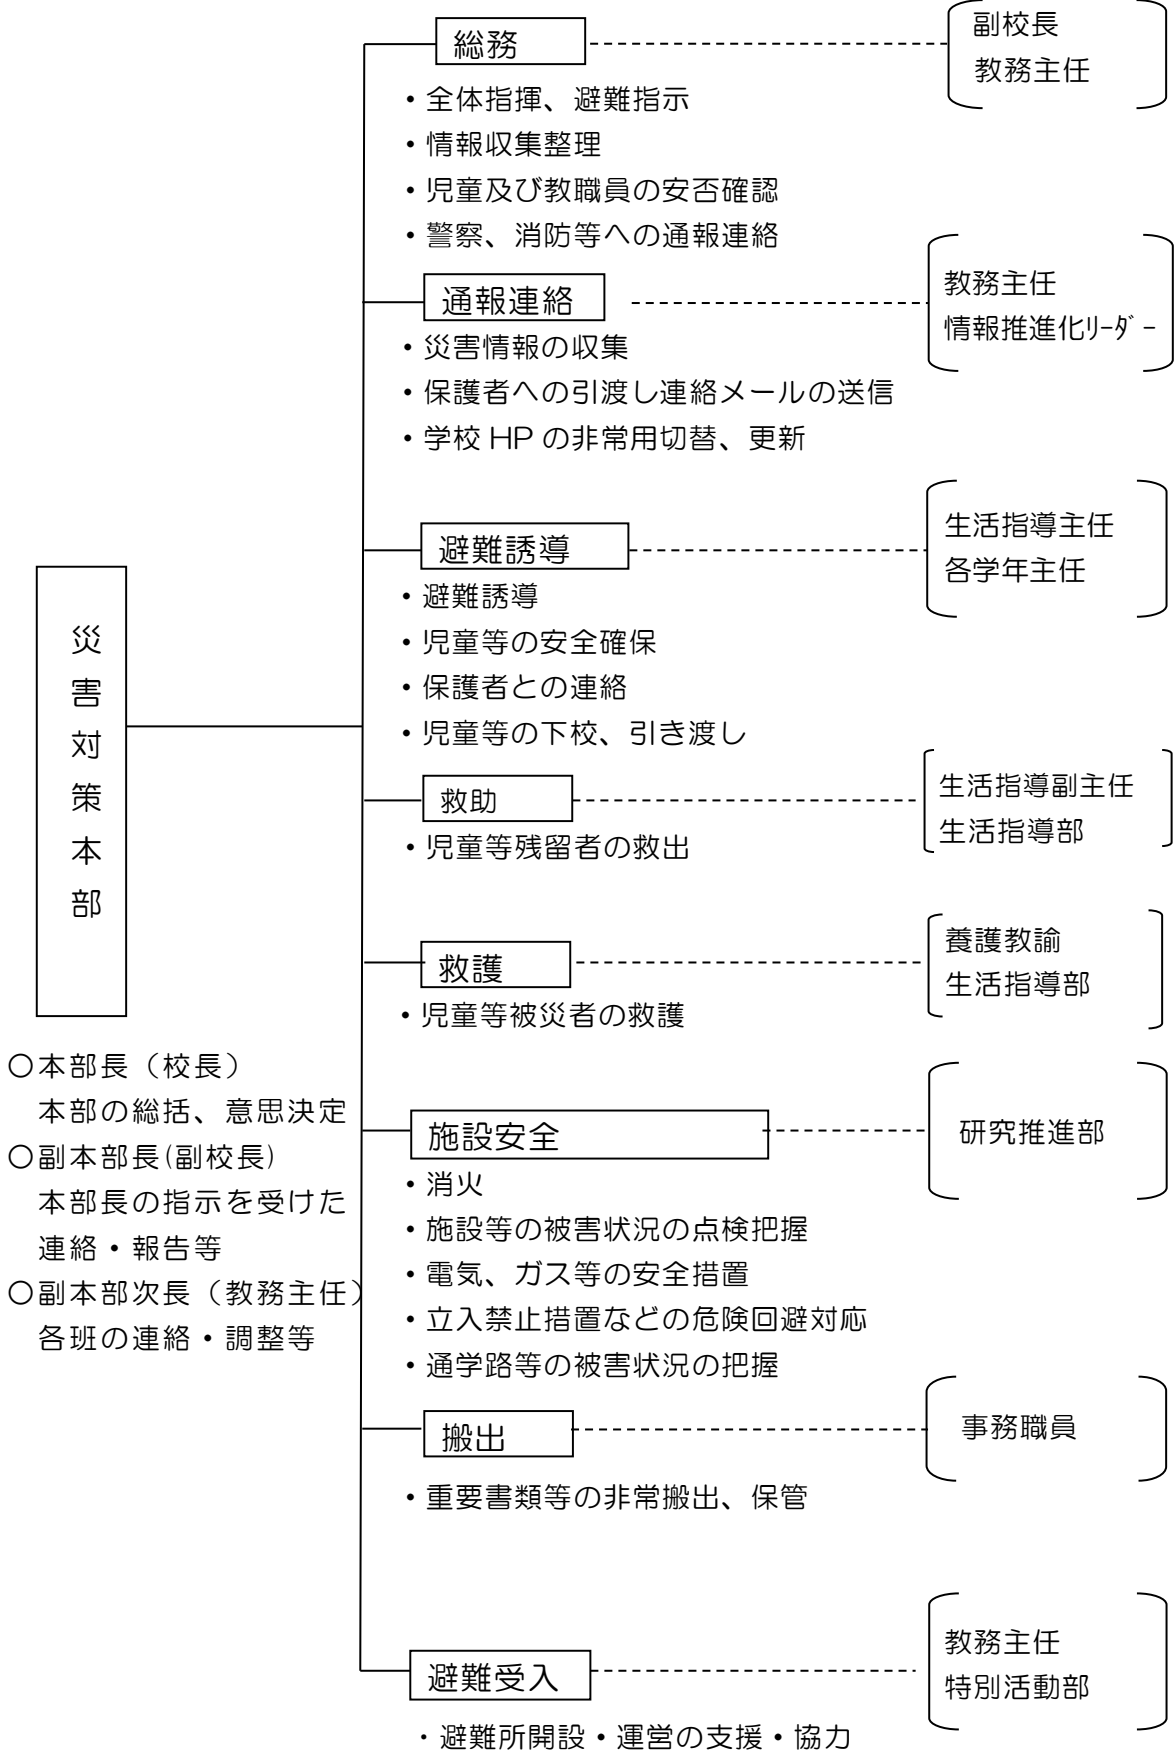 総務
副校長
教務主任
・全体指揮、避難指示
・情報収集整理
・児童及び教職員の安否確認
・警察、消防等への通報連絡
通報連絡
教務主任
情報推進化ﾘｰﾀﾞｰ
・災害情報の収集
・保護者への引渡し連絡メールの送信
・学校 HP の非常用切替、更新
避難誘導
生活指導主任
各学年主任
・避難誘導
・児童等の安全確保
・保護者との連絡
・児童等の下校、引き渡し
救助
生活指導副主任
生活指導部
・児童等残留者の救出
救護
養護教諭
生活指導部
・児童等被災者の救護
災害対策本部
〇本部長（校長）
本部の総括、意思決定
〇副本部長(副校長)
本部長の指示を受けた
連絡・報告等
〇副本部次長（教務主任）
各班の連絡・調整等
施設安全
研究推進部
・消火
・施設等の被害状況の点検把握
・電気、ガス等の安全措置
・立入禁止措置などの危険回避対応
・通学路等の被害状況の把握
搬出
事務職員
・重要書類等の非常搬出、保管
避難受入
教務主任
特別活動部
・避難所開設・運営の支援・協力